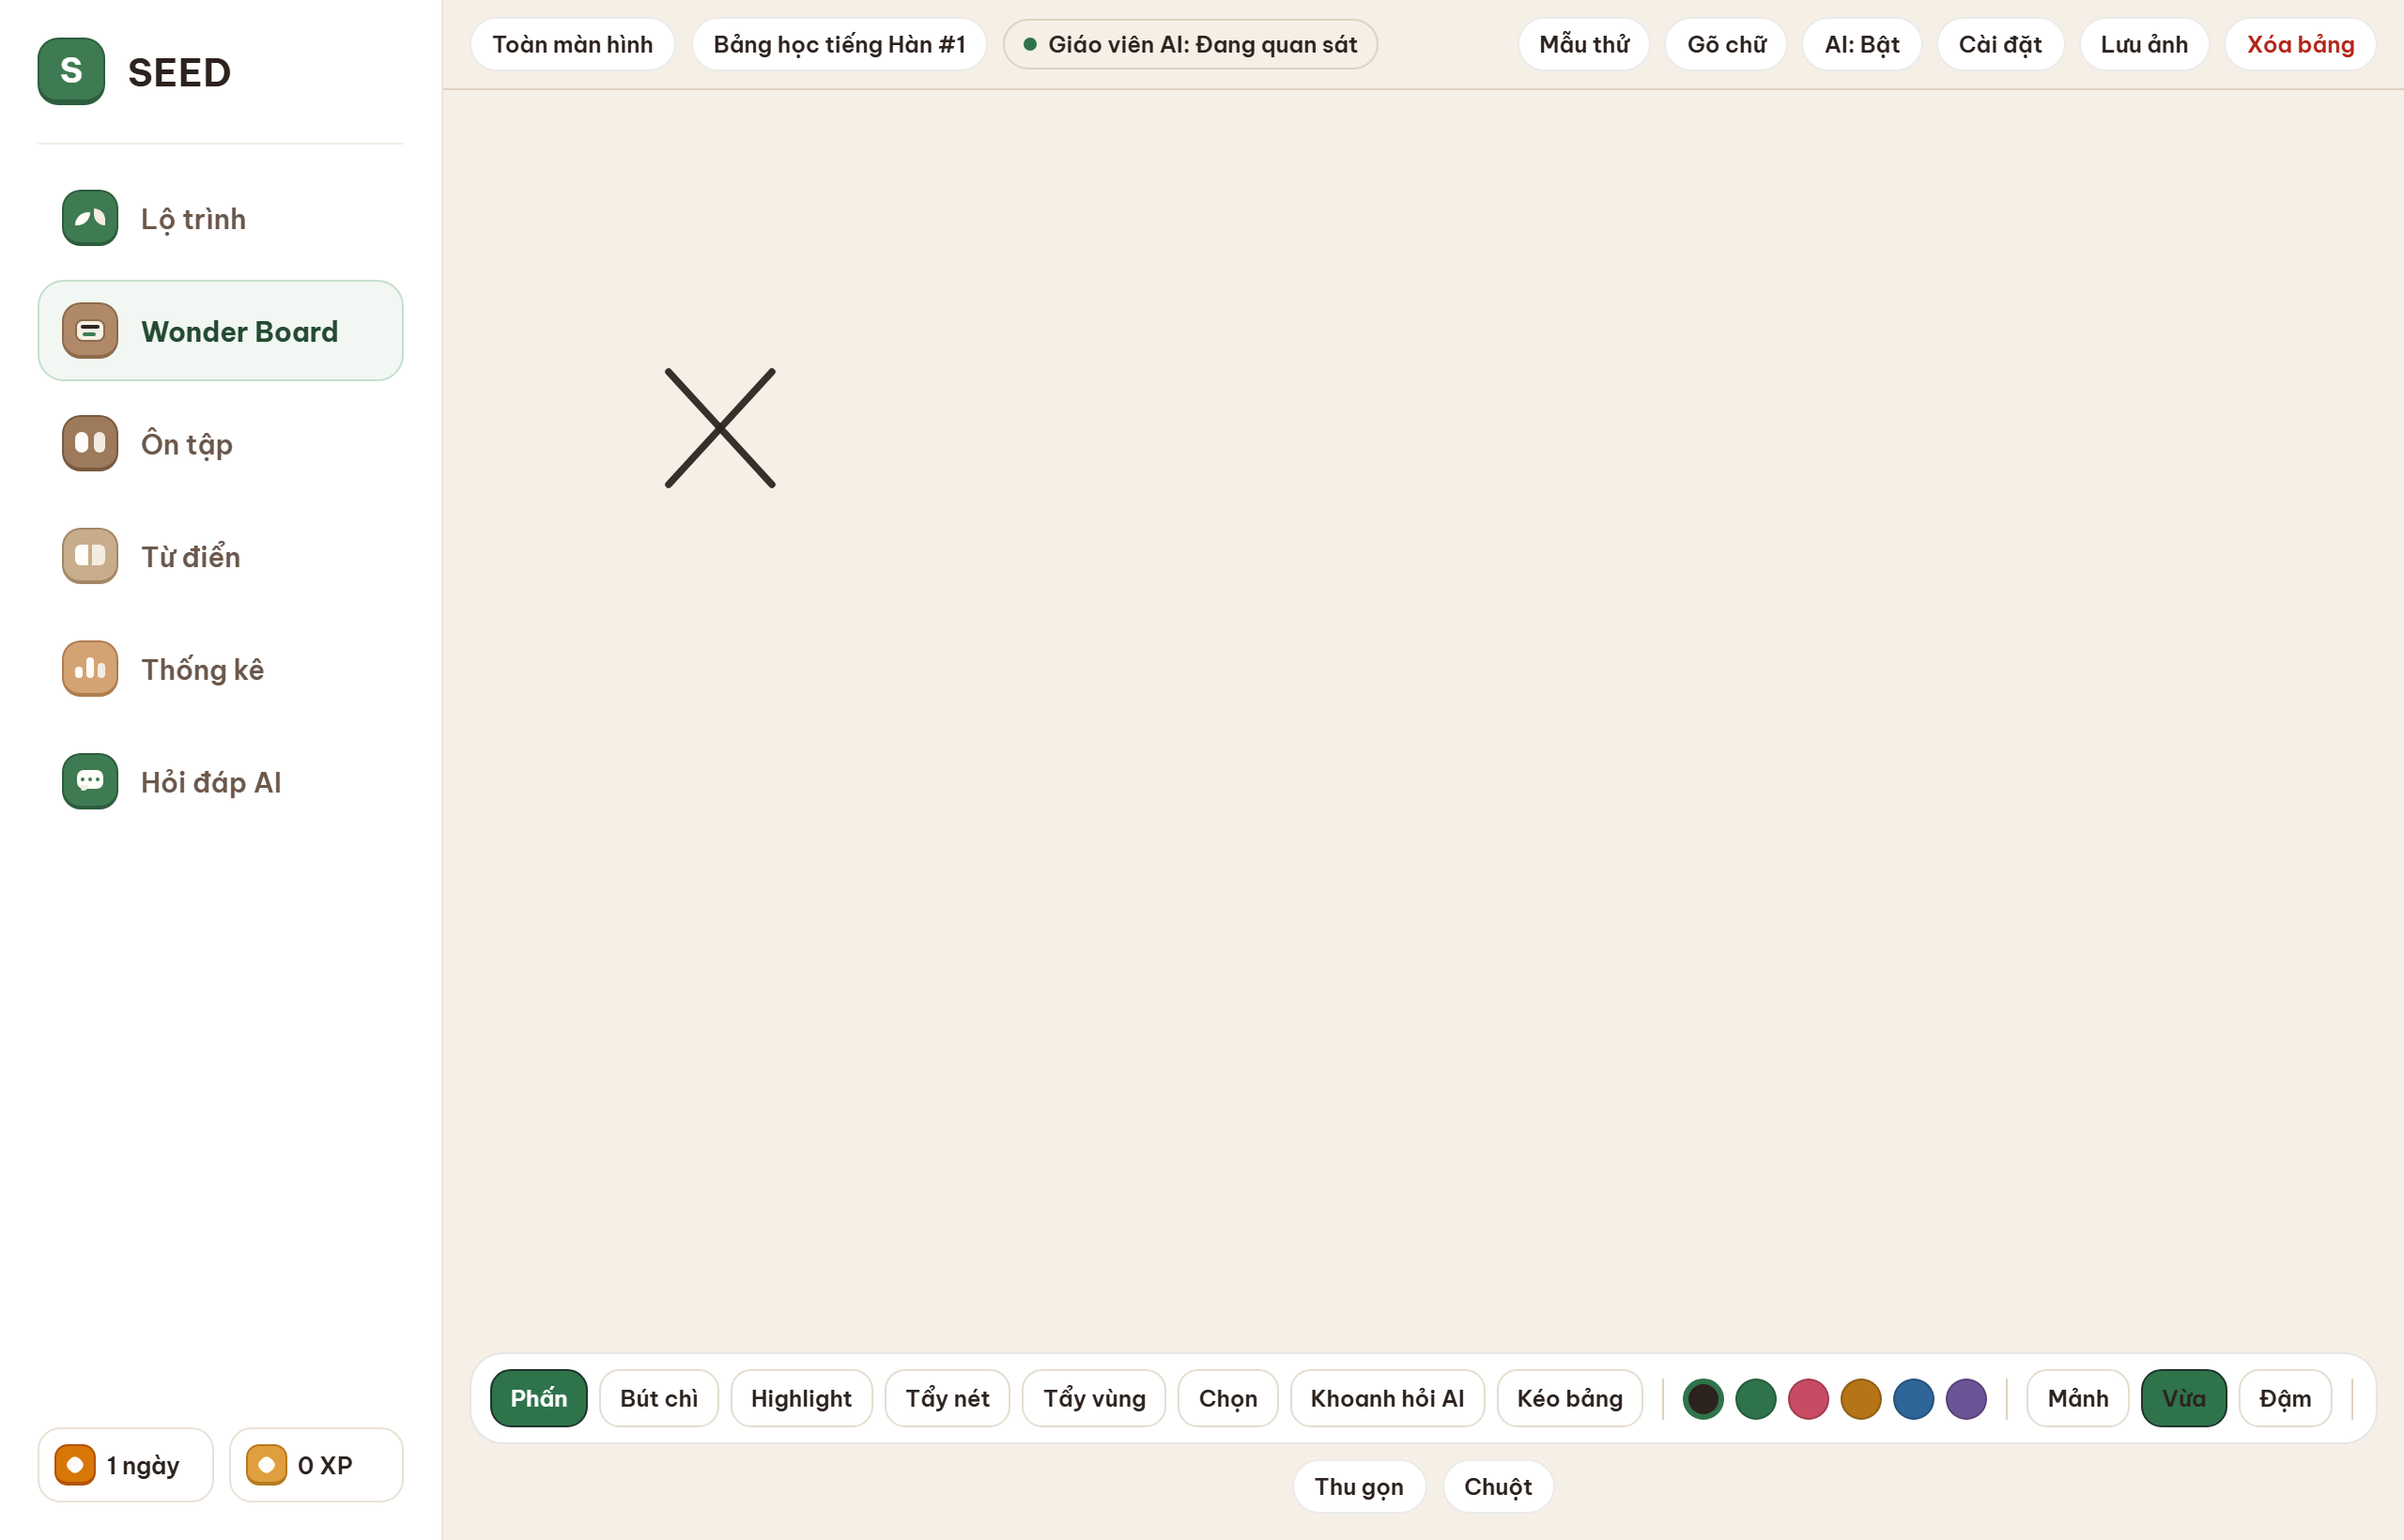 S SEED
Lộ trình
Wonder Board
Ôn tập
Từ điển
Thống kê
Hỏi đáp AI
1 ngày
0 XP
Toàn màn hình
Bảng học tiếng Hàn #1
Giáo viên AI: Đang quan sát
Mẫu thử
Gõ chữ
AI: Bật
Cài đặt
Lưu ảnh
Xóa bảng
Phấn
Bút chì
Highlight
Tẩy nét
Tẩy vùng
Chọn
Khoanh hỏi AI
Kéo bảng
Mảnh
Vừa
Đậm
Thu gọn
Chuột